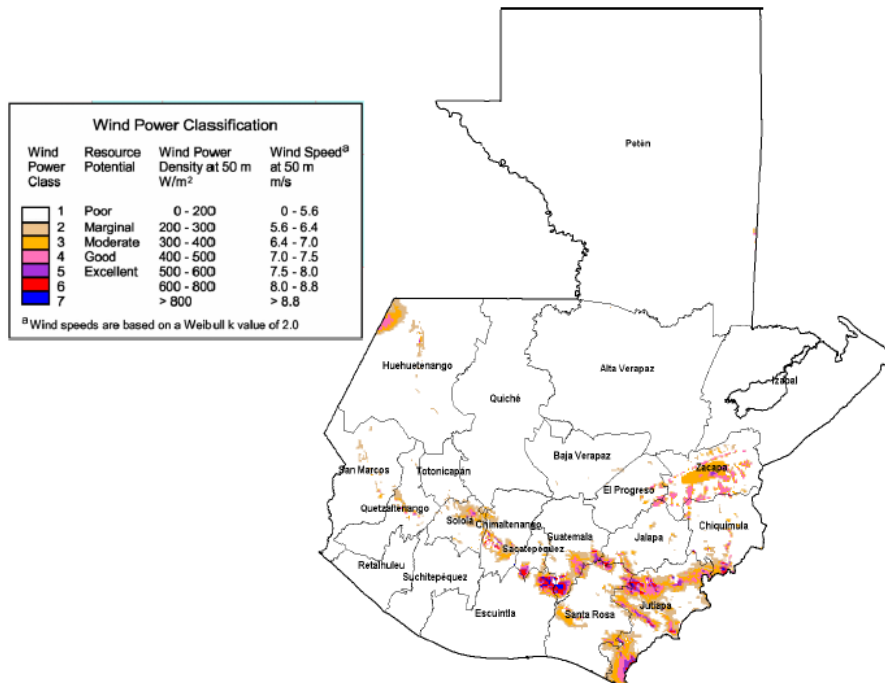 Wind Power Classification
Wind Power Class Resource Potential Wind Power Density at 50 m W/m² Wind Speedᵃ at 50 m m/s
1 Poor 0 - 200 0 - 5.6
2 Marginal 200 - 300 5.6 - 6.4
3 Moderate 300 - 400 6.4 - 7.0
4 Good 400 - 500 7.0 - 7.5
5 Excellent 500 - 600 7.5 - 8.0
6 600 - 800 8.0 - 8.8
7 > 800 > 8.8
ᵃ Wind speeds are based on a Weibull k value of 2.0
Petén
Huehuetenango
Quiché
Alta Verapaz
Izabal
San Marcos
Totonicapán
Baja Verapaz
El Progreso
Zacapa
Quetzaltenango
Sololá
Chimaltenango
Guatemala
Jalapa
Chiquimula
Sacatepéquez
Retalhuleu
Suchitepéquez
Escuintla
Santa Rosa
Jutiapa